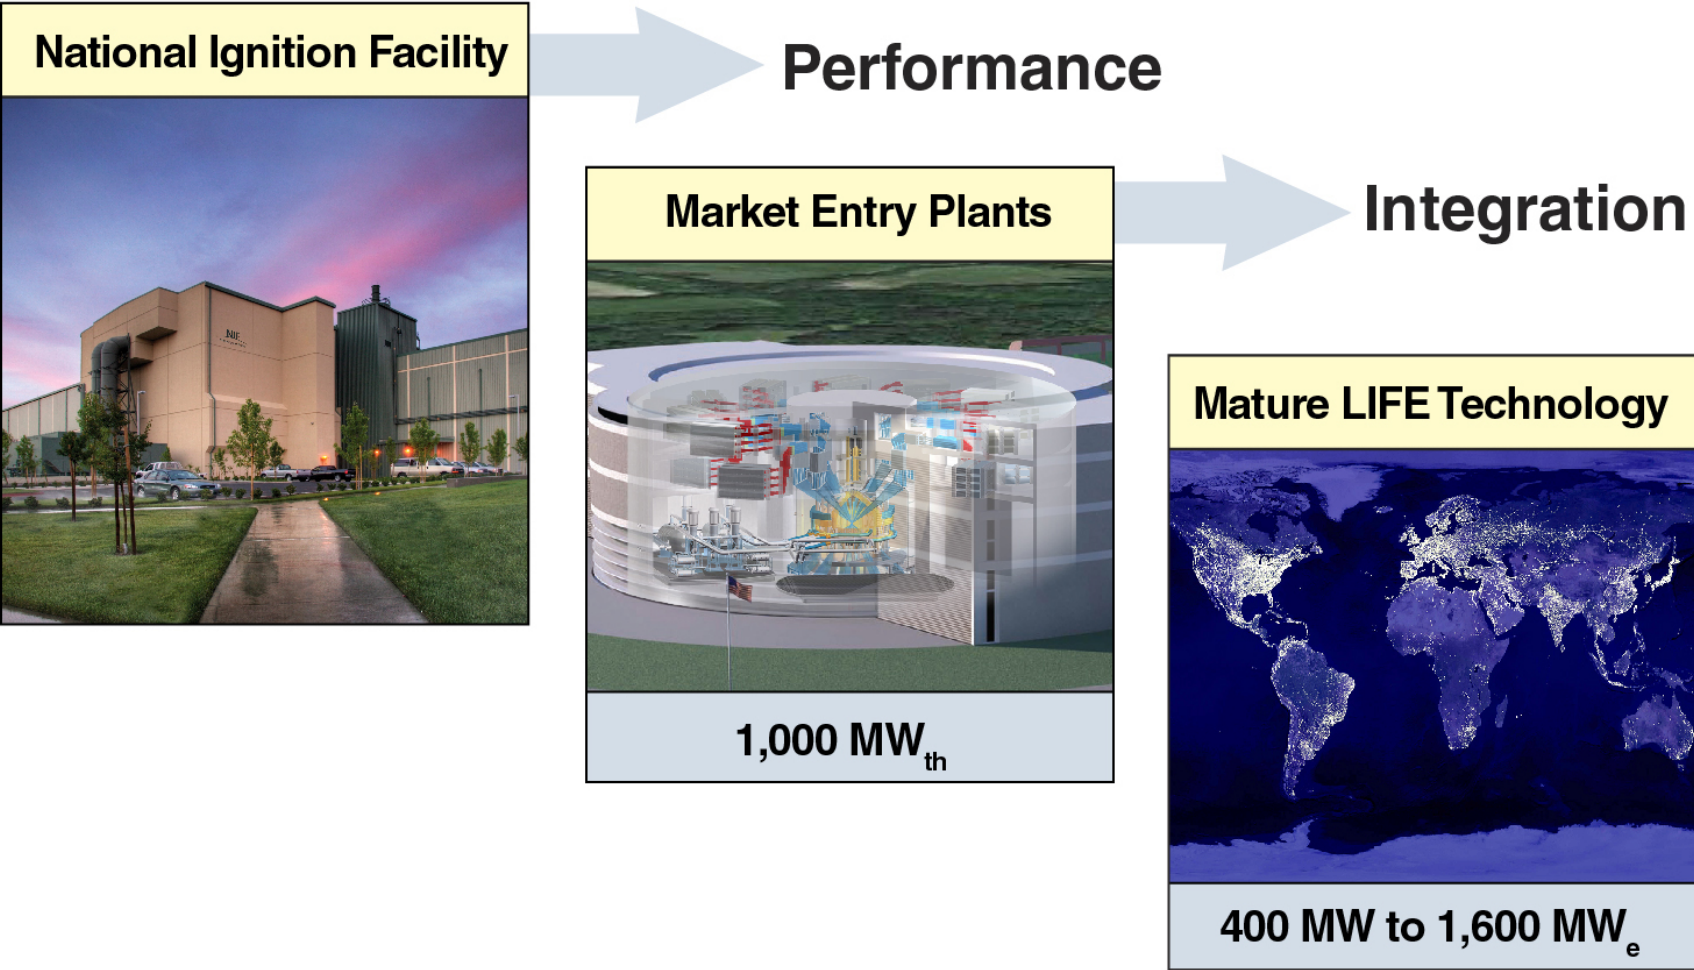 National Ignition Facility
Performance
NIF
Market Entry Plants
Integration
Mature LIFE Technology
1,000 MWth
400 MW to 1,600 MWe